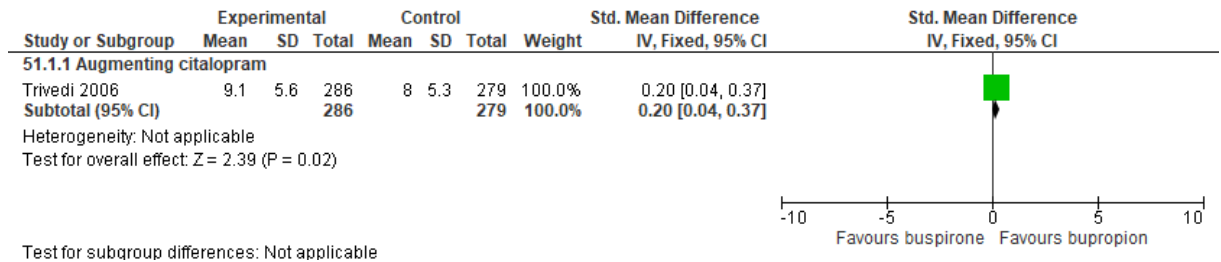 Experimental Control Std. Mean Difference Std. Mean Difference
Study or Subgroup Mean SD Total Mean SD Total Weight IV, Fixed, 95% CI IV, Fixed, 95% CI
51.1.1 Augmenting citalopram
Trivedi 2006 9.1 5.6 286 8 5.3 279 100.0% 0.20 [0.04, 0.37]
Subtotal (95% CI) 286 279 100.0% 0.20 [0.04, 0.37]
Heterogeneity: Not applicable
Test for overall effect: Z = 2.39 (P = 0.02)
-10 -5 0 5 10
Favours buspirone Favours bupropion
Test for subgroup differences: Not applicable